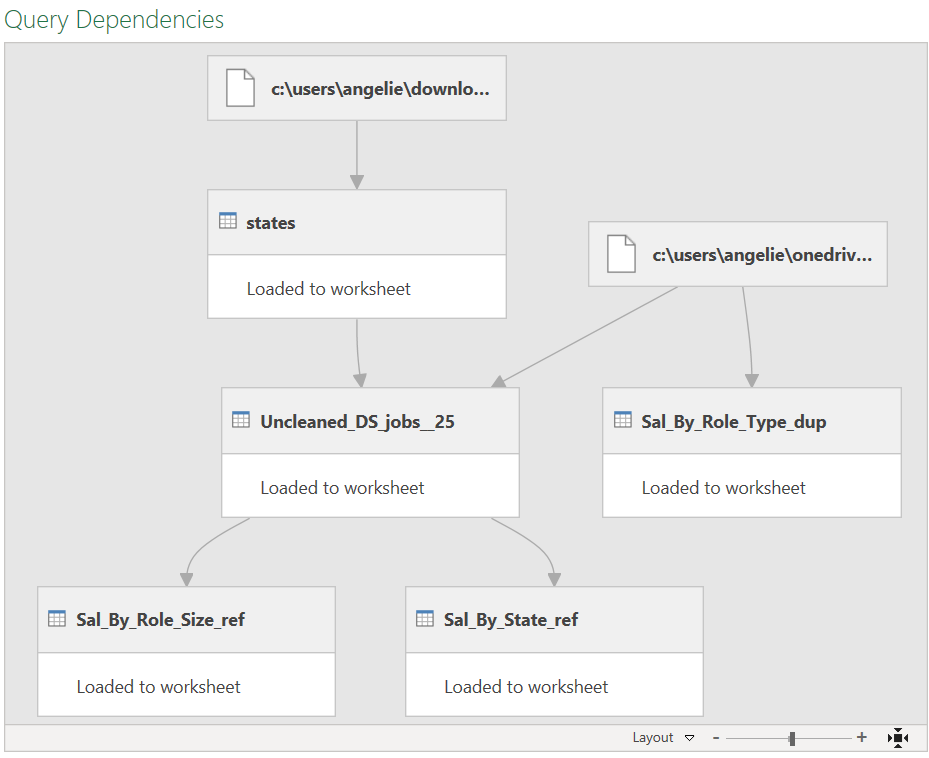 Query Dependencies
c:\users\angelie\downlo...
states
Loaded to worksheet
c:\users\angelie\onedriv...
Uncleaned_DS_jobs__25
Loaded to worksheet
Sal_By_Role_Type_dup
Loaded to worksheet
Sal_By_Role_Size_ref
Loaded to worksheet
Sal_By_State_ref
Loaded to worksheet
Layout - +